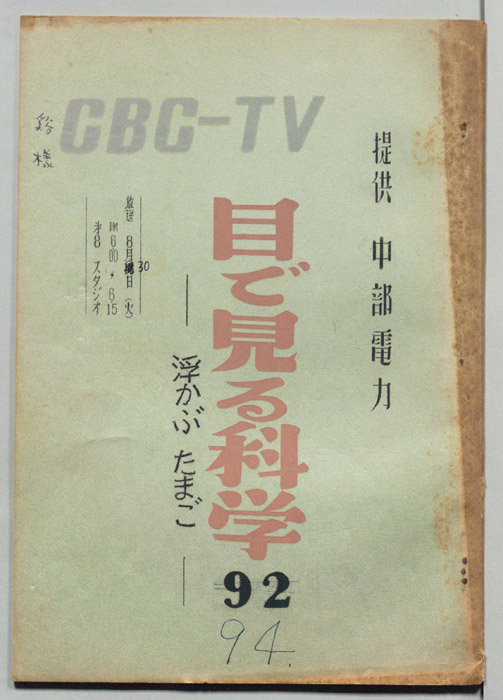 CBC-TV
提供 中部電力
目で見る科学
92
94.
― 浮かぶ たまご ―
放送 8月30日(火)
PM 6:00 , 6:15
才8 スタジオ
様